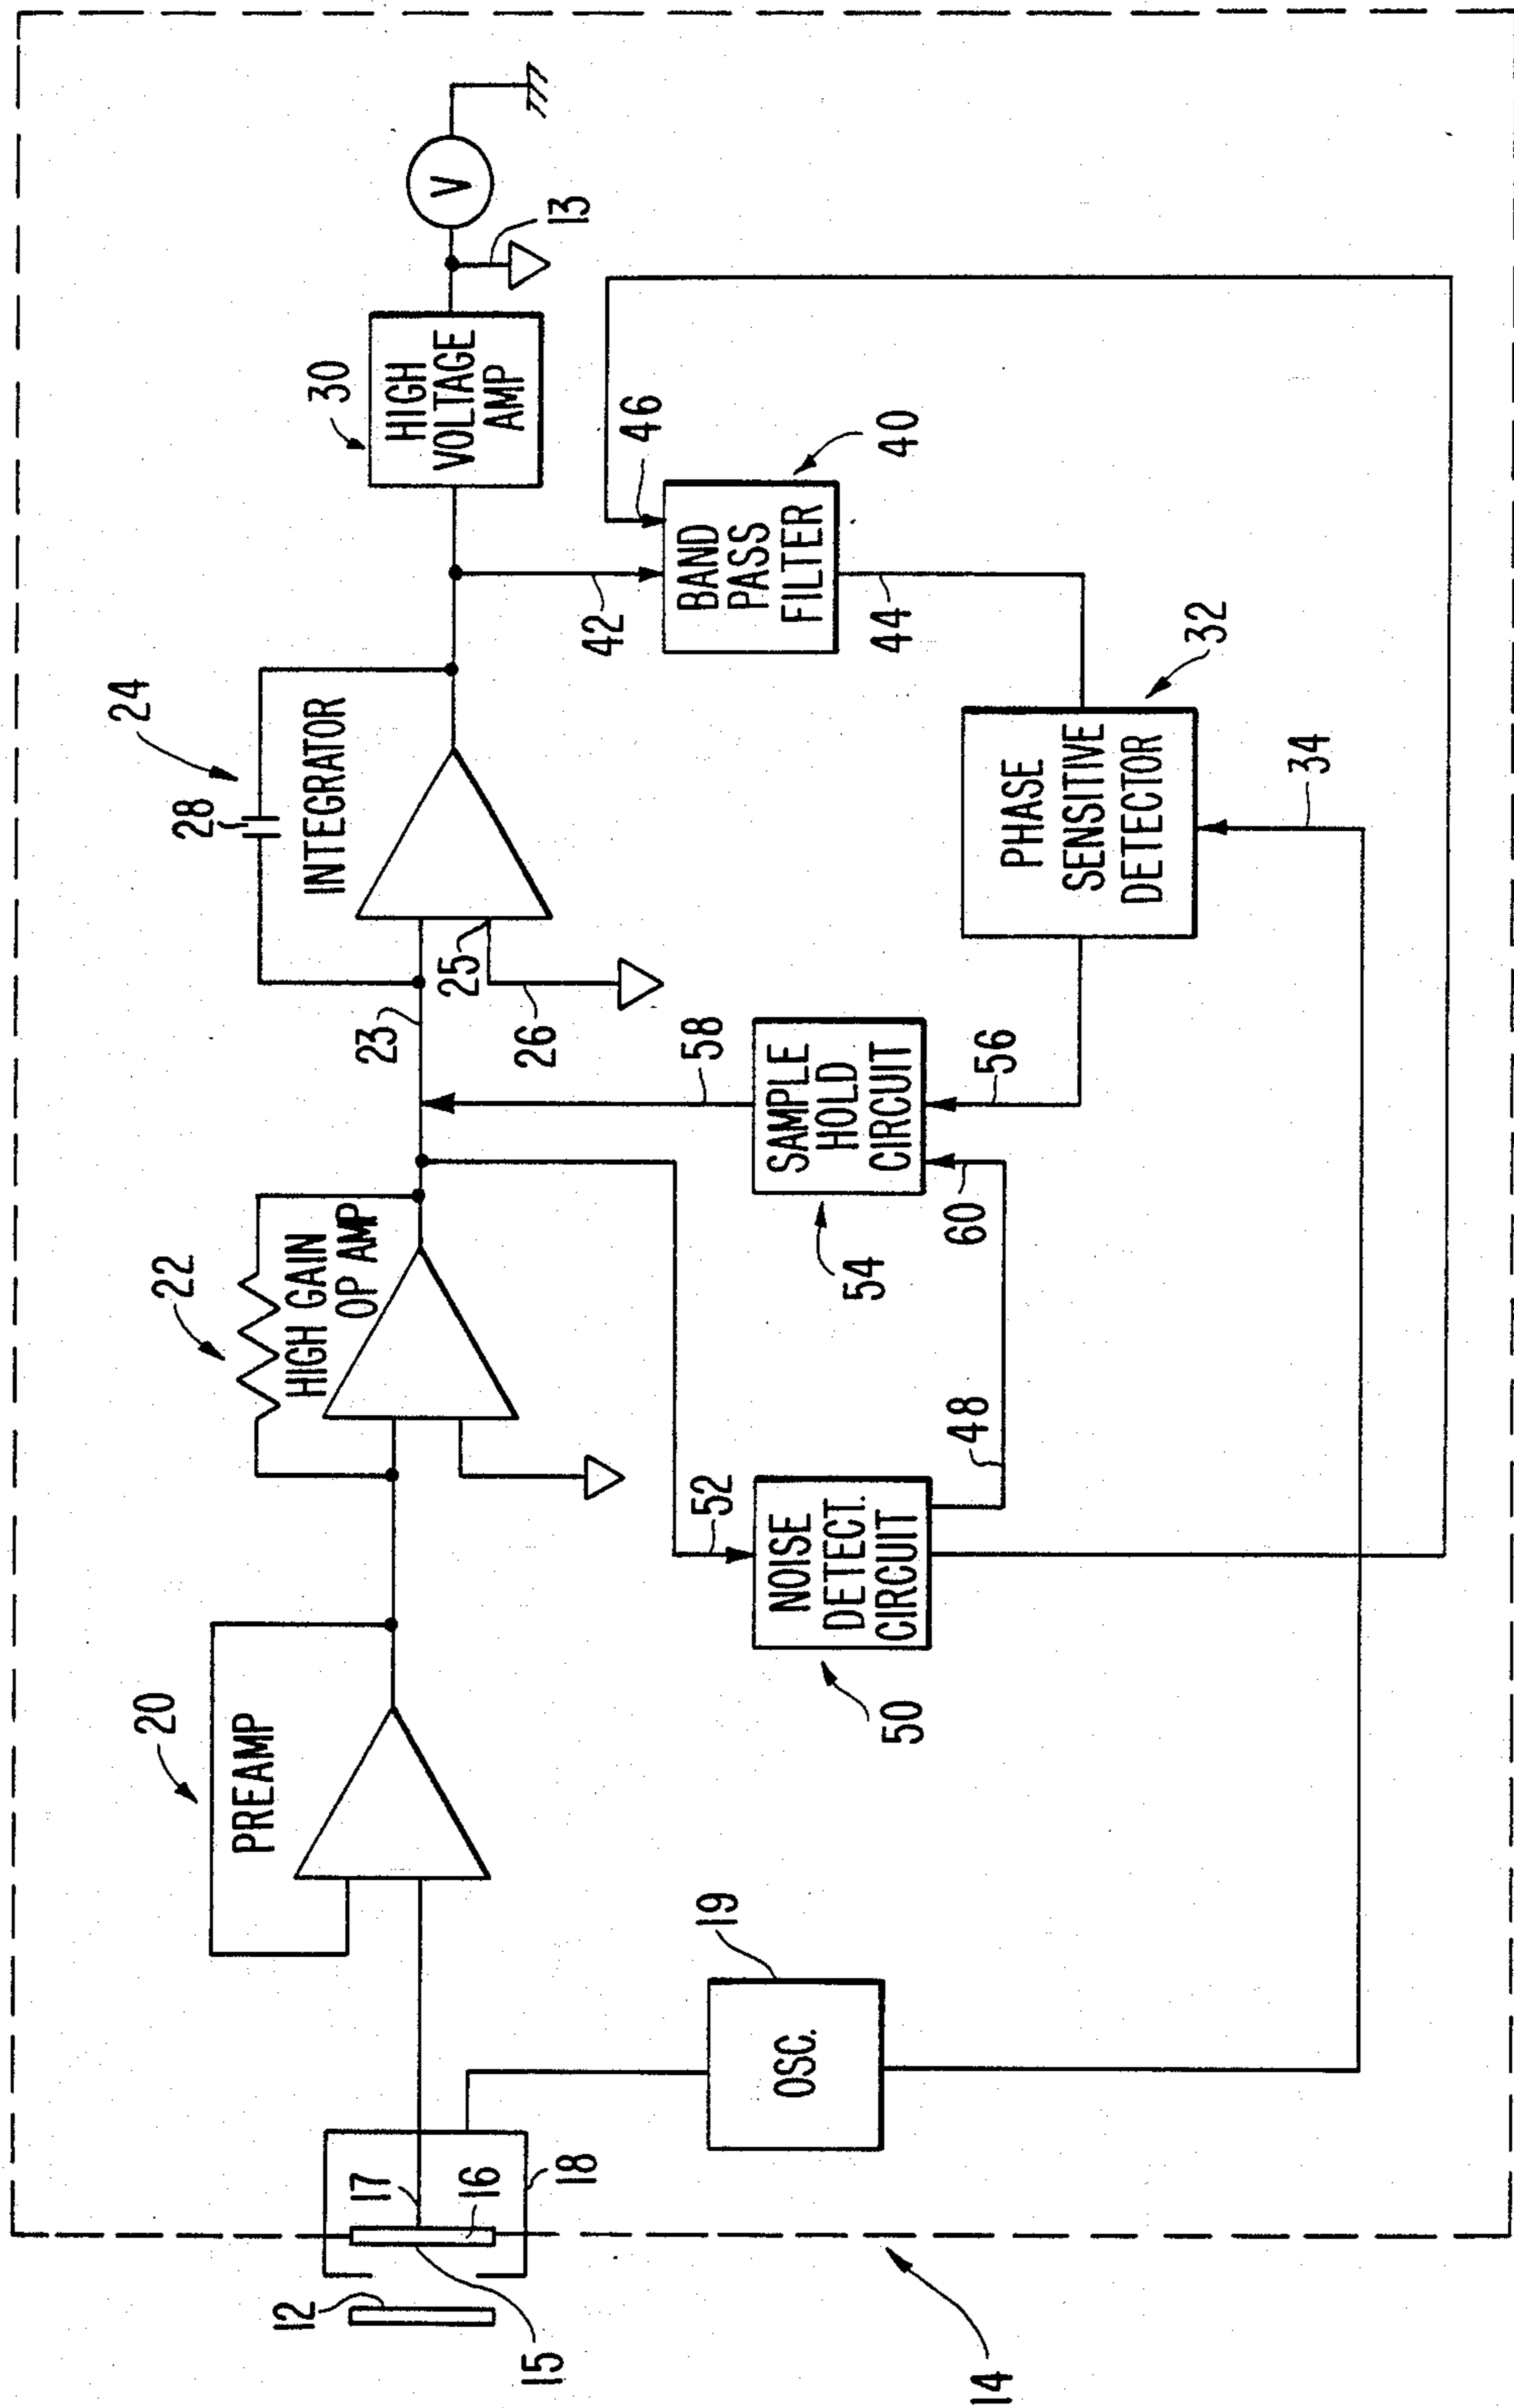 24
28
INTEGRATOR
22
HIGH GAIN
OP AMP
20
PREAMP
30
HIGH
VOLTAGE
AMP
V
13
23
25
26
12
15
17
16
18
19
OSC.
52
NOISE
DETECT.
CIRCUIT
50
48
58
SAMPLE
HOLD
CIRCUIT
54
60
56
42
46
BAND
PASS
FILTER
40
44
32
PHASE
SENSITIVE
DETECTOR
34
14